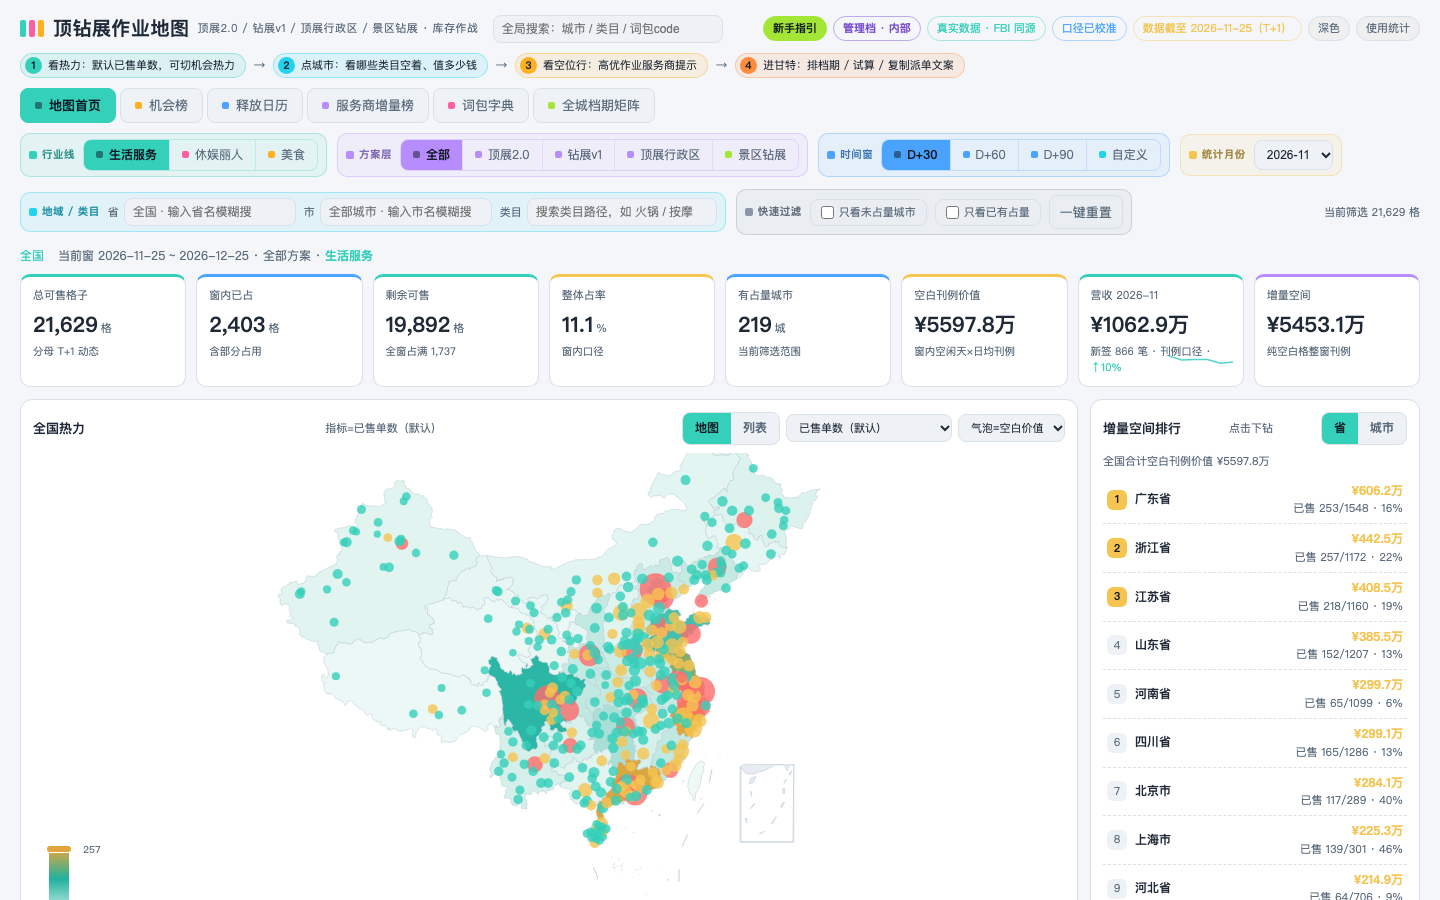 顶钻展作业地图
顶展2.0 / 钻展v1 / 顶展行政区 / 景区钻展 · 库存作战
全局搜索：城市 / 类目 / 词包code
新手指引
管理档 · 内部
真实数据 · FBI 同源
口径已校准
数据截至 2026-11-25（T+1）
深色
使用统计
1 看热力：默认已售单数，可切机会热力 → 2 点城市：看哪些类目空着、值多少钱 → 3 看空位行：高优作业服务商提示 → 4 进甘特：排档期 / 试算 / 复制派单文案
地图首页
机会榜
释放日历
服务商增量榜
词包字典
全城档期矩阵
行业线 生活服务 休娱丽人 美食
方案层 全部 顶展2.0 钻展v1 顶展行政区 景区钻展
时间窗 D+30 D+60 D+90 自定义
统计月份 2026-11
地域 / 类目 省 全国 · 输入省名模糊搜 市 全部城市 · 输入市名模糊搜 类目 搜索类目路径，如 火锅 / 按摩
快速过滤 只看未占量城市 只看已有占量 一键重置
当前筛选 21,629 格
全国 当前窗 2026-11-25 ~ 2026-12-25 · 全部方案 · 生活服务
总可售格子
21,629 格
分母 T+1 动态
窗内已占
2,403 格
含部分占用
剩余可售
19,892 格
全窗占满 1,737
整体占率
11.1 %
窗内口径
有占量城市
219 城
当前筛选范围
空白刊例价值
¥5597.8万
窗内空闲天×日均刊例
营收 2026-11
¥1062.9万
新签 866 笔 · 刊例口径 ·
↑10%
增量空间
¥5453.1万
纯空白格整窗刊例
全国热力
指标=已售单数（默认）
地图 列表
已售单数（默认）
气泡=空白价值
257
增量空间排行
点击下钻
省 城市
全国合计空白刊例价值 ¥5597.8万
1 广东省 ¥606.2万
已售 253/1548 · 16%
2 浙江省 ¥442.5万
已售 257/1172 · 22%
3 江苏省 ¥408.5万
已售 218/1160 · 19%
4 山东省 ¥385.5万
已售 152/1207 · 13%
5 河南省 ¥299.7万
已售 65/1099 · 6%
6 四川省 ¥299.1万
已售 165/1286 · 13%
7 北京市 ¥284.1万
已售 117/289 · 40%
8 上海市 ¥225.3万
已售 139/301 · 46%
9 河北省 ¥214.9万
已售 64/706 · 9%